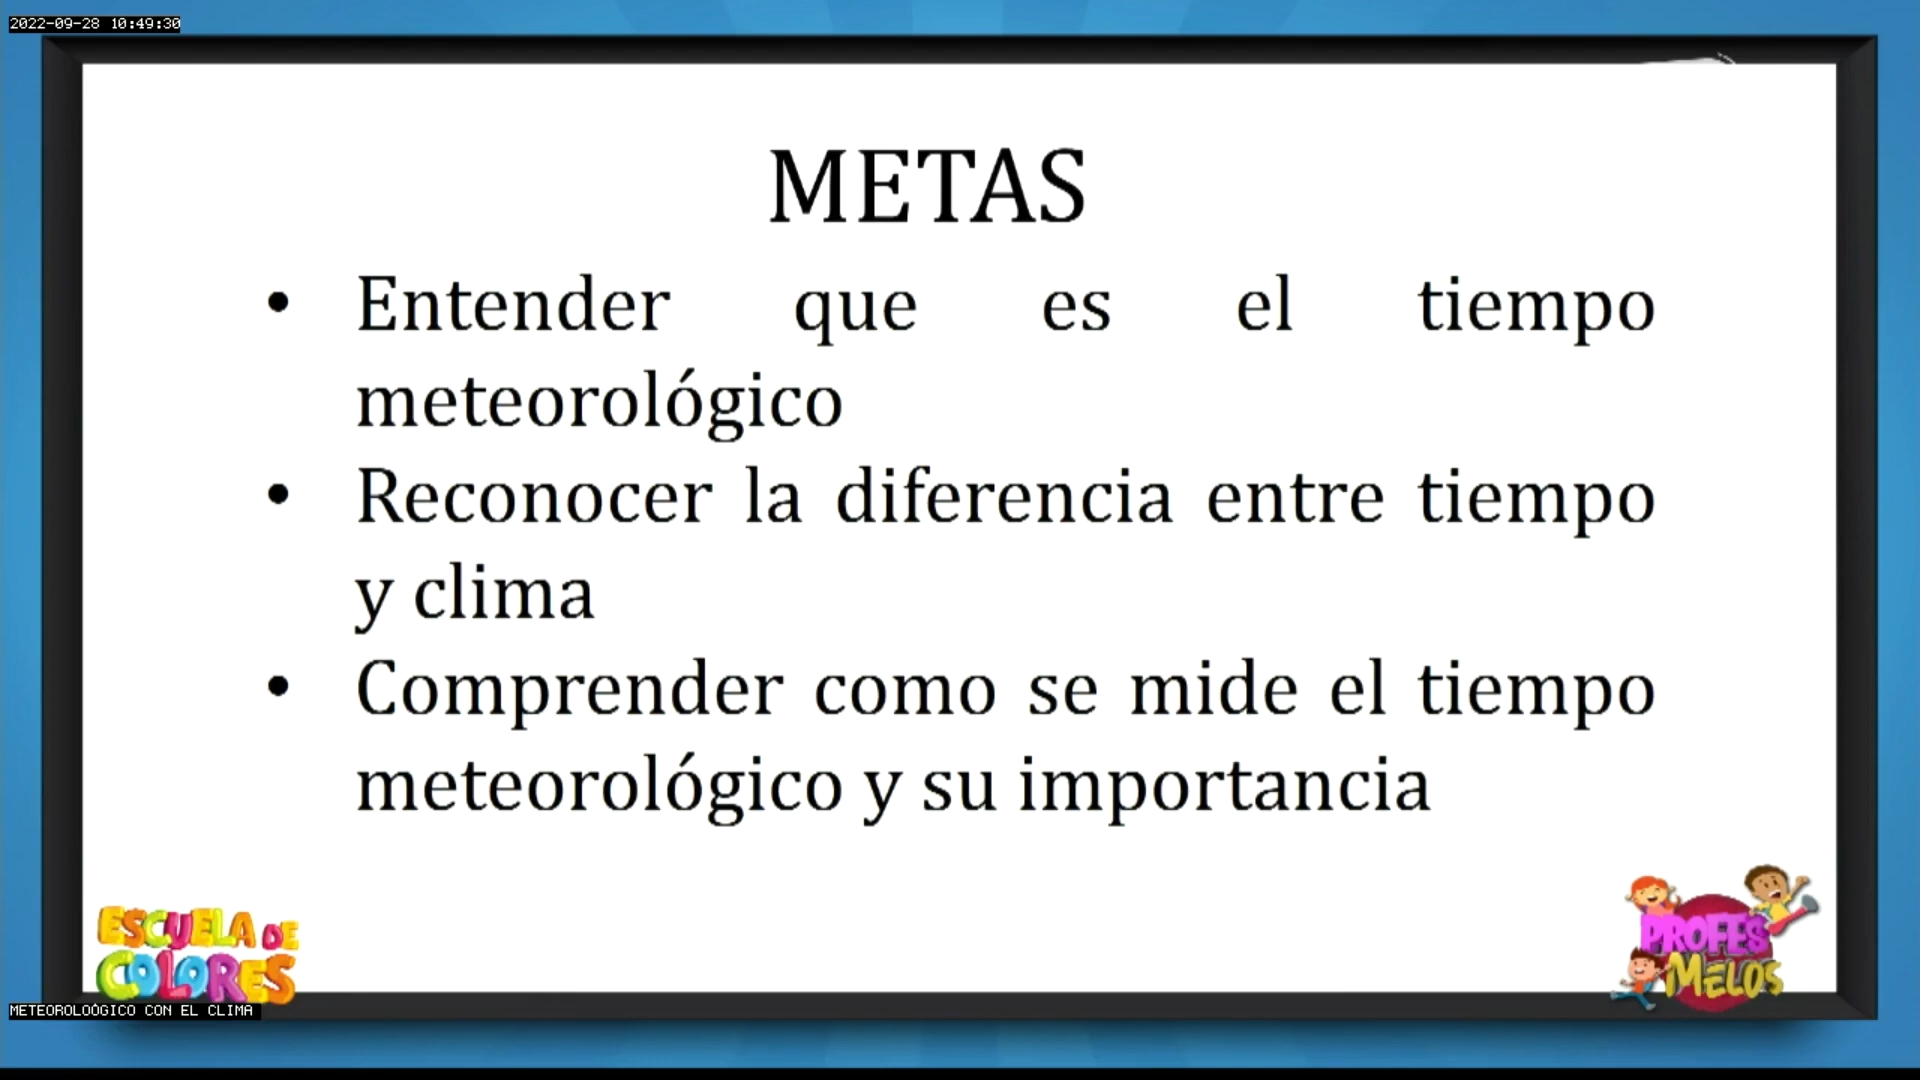 2022-09-28 10:49:30
METAS
• Entender que es el tiempo
meteorológico
• Reconocer la diferencia entre tiempo
y clima
• Comprender como se mide el tiempo
meteorológico y su importancia
ESCUELA DE
COLORES
PROFES
MELOS
METEOROLOÓGICO CON EL CLIMA